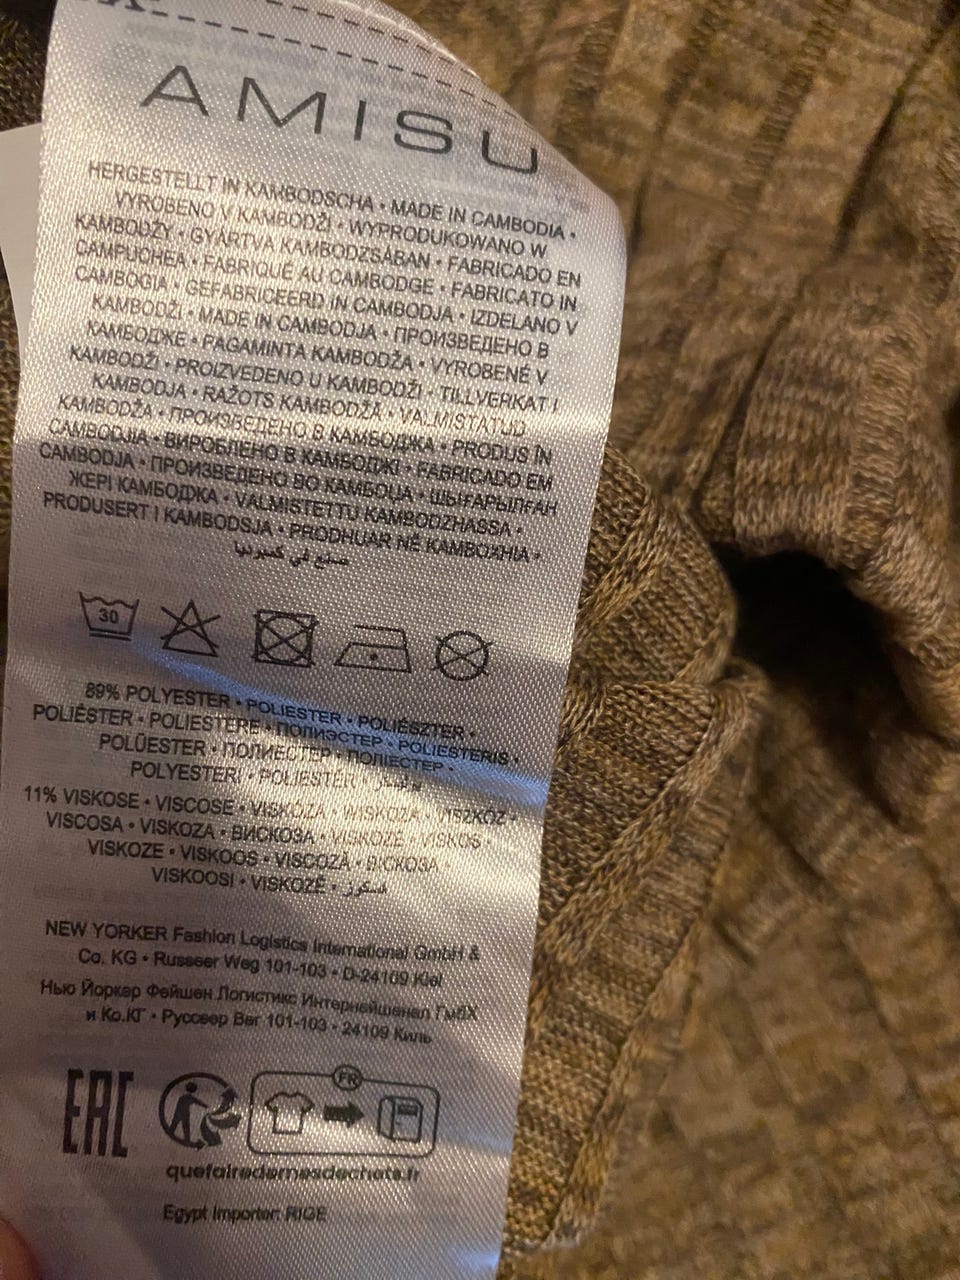 AMISU
HERGESTELLT IN KAMBODSCHA • MADE IN CAMBODIA •
VYROBENO V KAMBODŽI • WYPRODUKOWANO W
KAMBODŻY • GYÁRTVA KAMBODZSÁBAN • FABRICADO EN
CAMPUCHEA • FABRIQUÉ AU CAMBODGE • FABRICATO IN
CAMBOGIA • GEFABRICEERD IN CAMBODJA • IZDELANO V
KAMBODŽI • MADE IN CAMBODJA • ПРОИЗВЕДЕНО В
КАМБОДЖЕ • PAGAMINTA KAMBODŽA • VYROBENÉ V
KAMBODŽI • PROIZVEDENO U KAMBODŽI • TILLVERKAT I
KAMBODJA • RAŽOTS KAMBODŽĀ • VALMISTATUD
KAMBODŽA • ПРОИЗВЕДЕНО В КАМБОДЖА • PRODUS ÎN
CAMBODJIA • ВИРОБЛЕНО В КАМБОДЖІ • FABRICADO EM
CAMBODJA • ПРОИЗВЕДЕНО ВО КАМБОЏА • ШЫҒАРЫЛҒАН
ЖЕРІ КАМБОДЖА • VALMISTETTU KAMBODZHASSA •
PRODUSERT I KAMBODSJA • PRODHUAR NË KAMBOXHIA •
صنع في كمبوديا
30
89% POLYESTER • POLIESTER • POLIÉSZTER •
POLIÉSTER • POLIESTERE • ПОЛИЭСТЕР • POLIESTERIS •
POLÜESTER • ПОЛИЕСТЕР • ПОЛІЕСТЕР •
POLYESTERI • POLIESTËR •
11% VISKOSE • VISCOSE • VISKÓZA • WISKOZA • VISZKÓZ •
VISCOSA • VISKOZA • ВИСКОЗА • VISKOZĖ • VISKOS •
VISKOZE • VISKOOS • VISCOZĂ • ВІСКОЗА
VISKOOSI • VISKOZË • فسكوز
NEW YORKER Fashion Logistics International GmbH &
Co. KG • Russeer Weg 101-103 • D-24109 Kiel
Нью Йоркер Фейшен Логистикс Интернейшенал ГмбХ
и Ко.КГ • Руссеер Вег 101-103 • 24109 Киль
EAC
FR
quefairedemesdechets.fr
Egypt Importer: RIGE